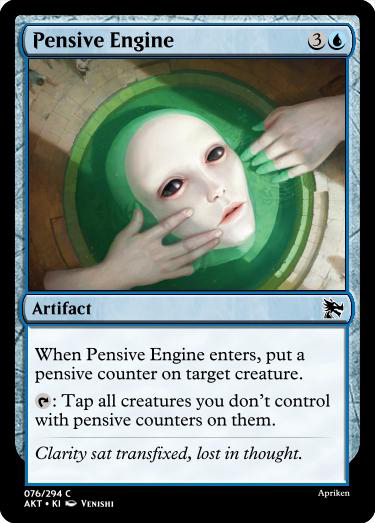 Pensive Engine 3
Artifact
When Pensive Engine enters, put a
pensive counter on target creature.
: Tap all creatures you don't control
with pensive counters on them.
Clarity sat transfixed, lost in thought.
076/294 C
AKT • KI VENISHI
Apriken